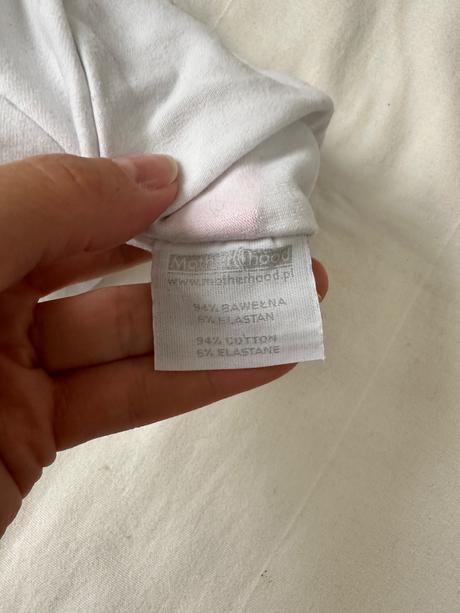 MotherHood
www.motherhood.pl
94% BAWEŁNA
6% ELASTAN
94% COTTON
6% ELASTANE